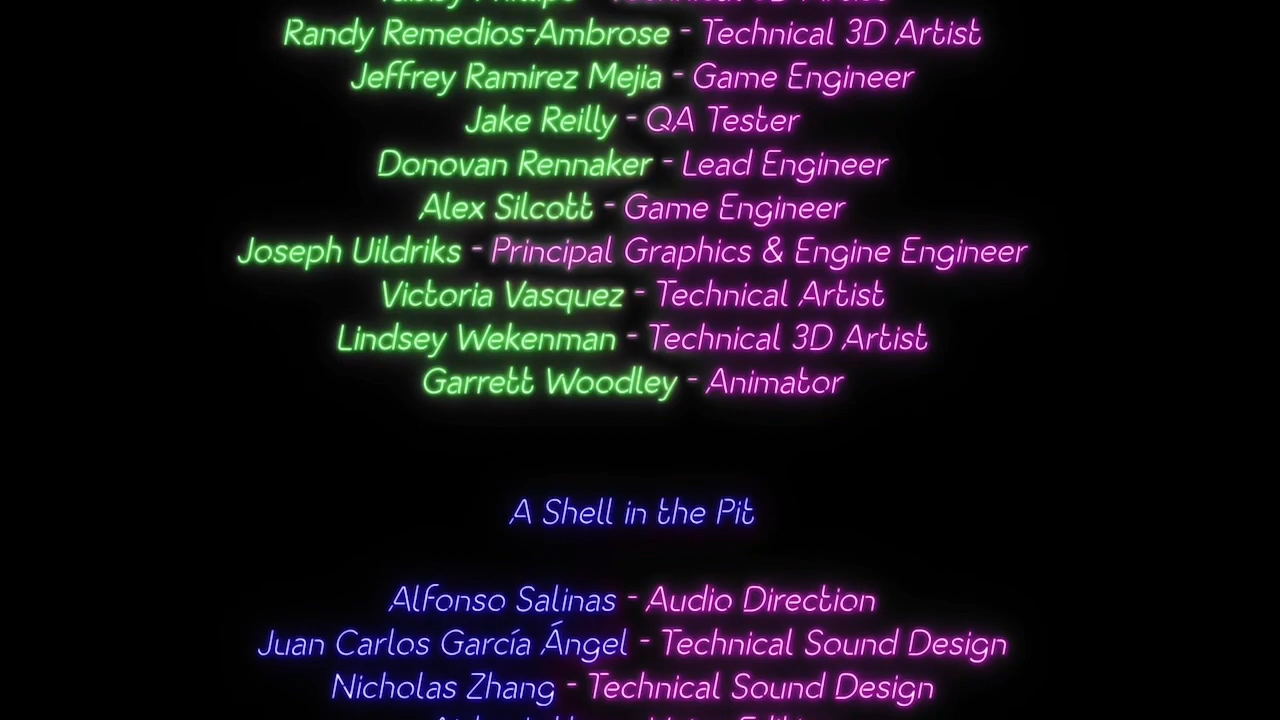 Randy Remedios-Ambrose - Technical 3D Artist
Jeffrey Ramirez Mejia - Game Engineer
Jake Reilly - QA Tester
Donovan Rennaker - Lead Engineer
Alex Silcott - Game Engineer
Joseph Uildriks - Principal Graphics & Engine Engineer
Victoria Vasquez - Technical Artist
Lindsey Wekenman - Technical 3D Artist
Garrett Woodley - Animator
A Shell in the Pit
Alfonso Salinas - Audio Direction
Juan Carlos García Ángel - Technical Sound Design
Nicholas Zhang - Technical Sound Design